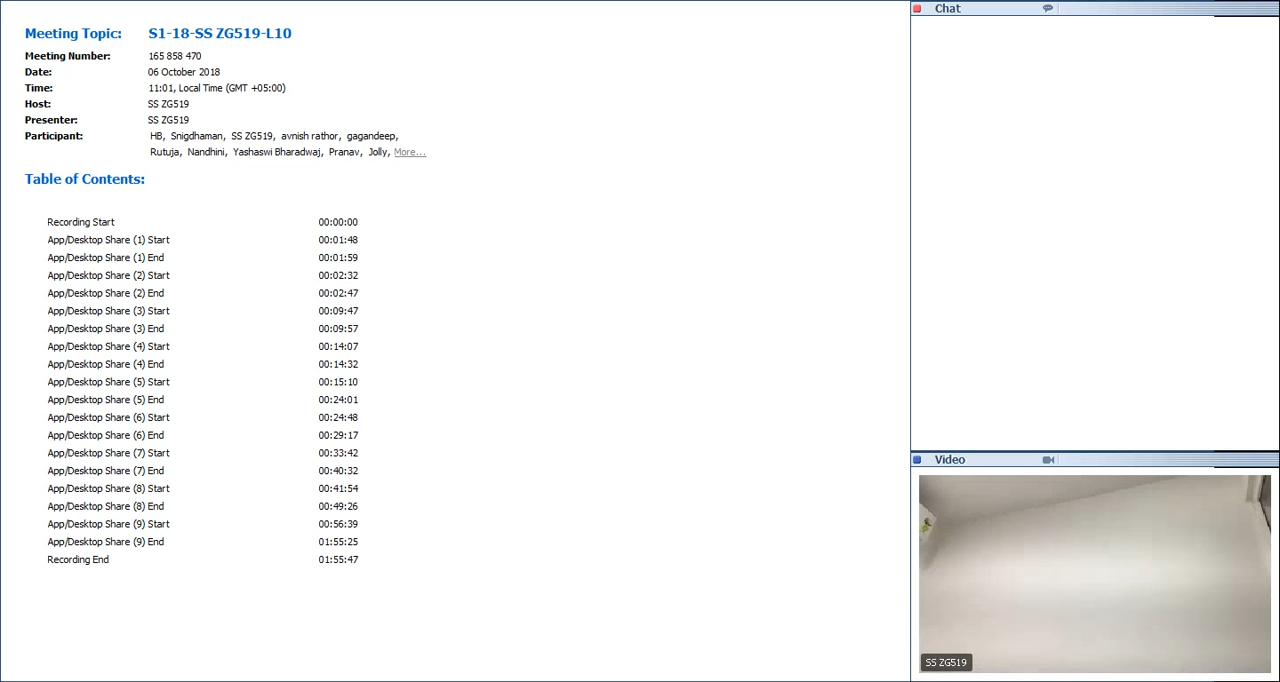 Meeting Topic: S1-18-SS ZG519-L10
Meeting Number: 165 858 470
Date: 06 October 2018
Time: 11:01, Local Time (GMT +05:00)
Host: SS ZG519
Presenter: SS ZG519
Participant: HB, Snigdhaman, SS ZG519, avnish rathor, gagandeep,
Rutuja, Nandhini, Yashaswi Bharadwaj, Pranav, Jolly, More...
Table of Contents:
Recording Start 00:00:00
App/Desktop Share (1) Start 00:01:48
App/Desktop Share (1) End 00:01:59
App/Desktop Share (2) Start 00:02:32
App/Desktop Share (2) End 00:02:47
App/Desktop Share (3) Start 00:09:47
App/Desktop Share (3) End 00:09:57
App/Desktop Share (4) Start 00:14:07
App/Desktop Share (4) End 00:14:32
App/Desktop Share (5) Start 00:15:10
App/Desktop Share (5) End 00:24:01
App/Desktop Share (6) Start 00:24:48
App/Desktop Share (6) End 00:29:17
App/Desktop Share (7) Start 00:33:42
App/Desktop Share (7) End 00:40:32
App/Desktop Share (8) Start 00:41:54
App/Desktop Share (8) End 00:49:26
App/Desktop Share (9) Start 00:56:39
App/Desktop Share (9) End 01:55:25
Recording End 01:55:47
Chat
Video
SS ZG519